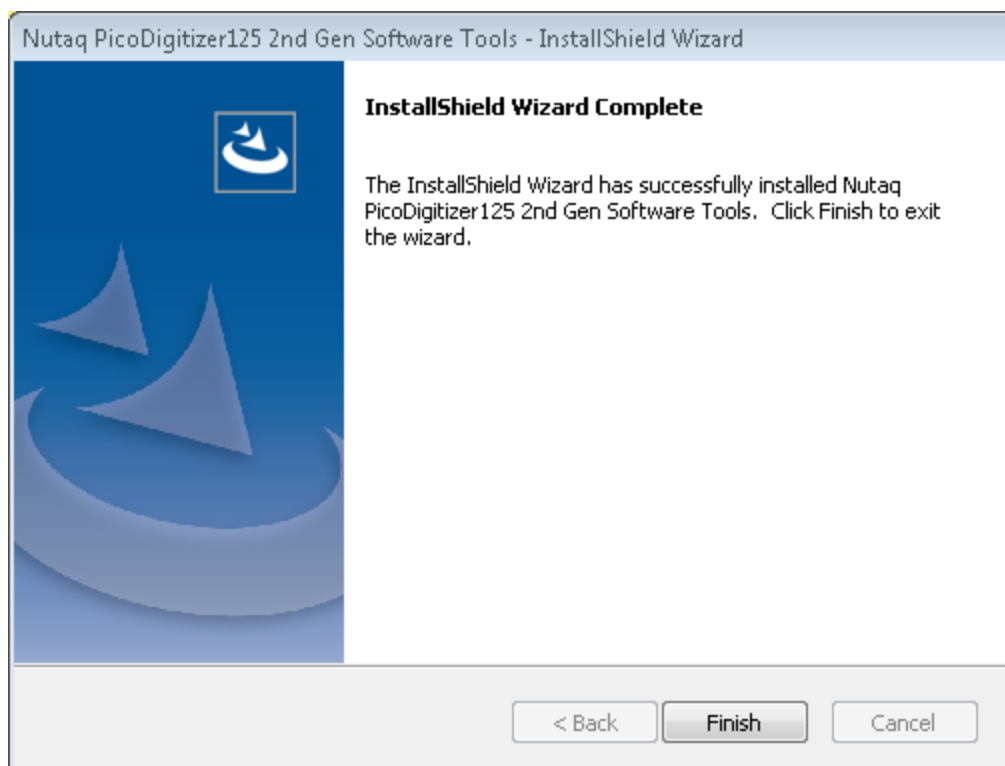 Nutaq PicoDigitizer125 2nd Gen Software Tools - InstallShield Wizard
InstallShield Wizard Complete
The InstallShield Wizard has successfully installed Nutaq
PicoDigitizer125 2nd Gen Software Tools.  Click Finish to exit
the wizard.
< Back
Finish
Cancel